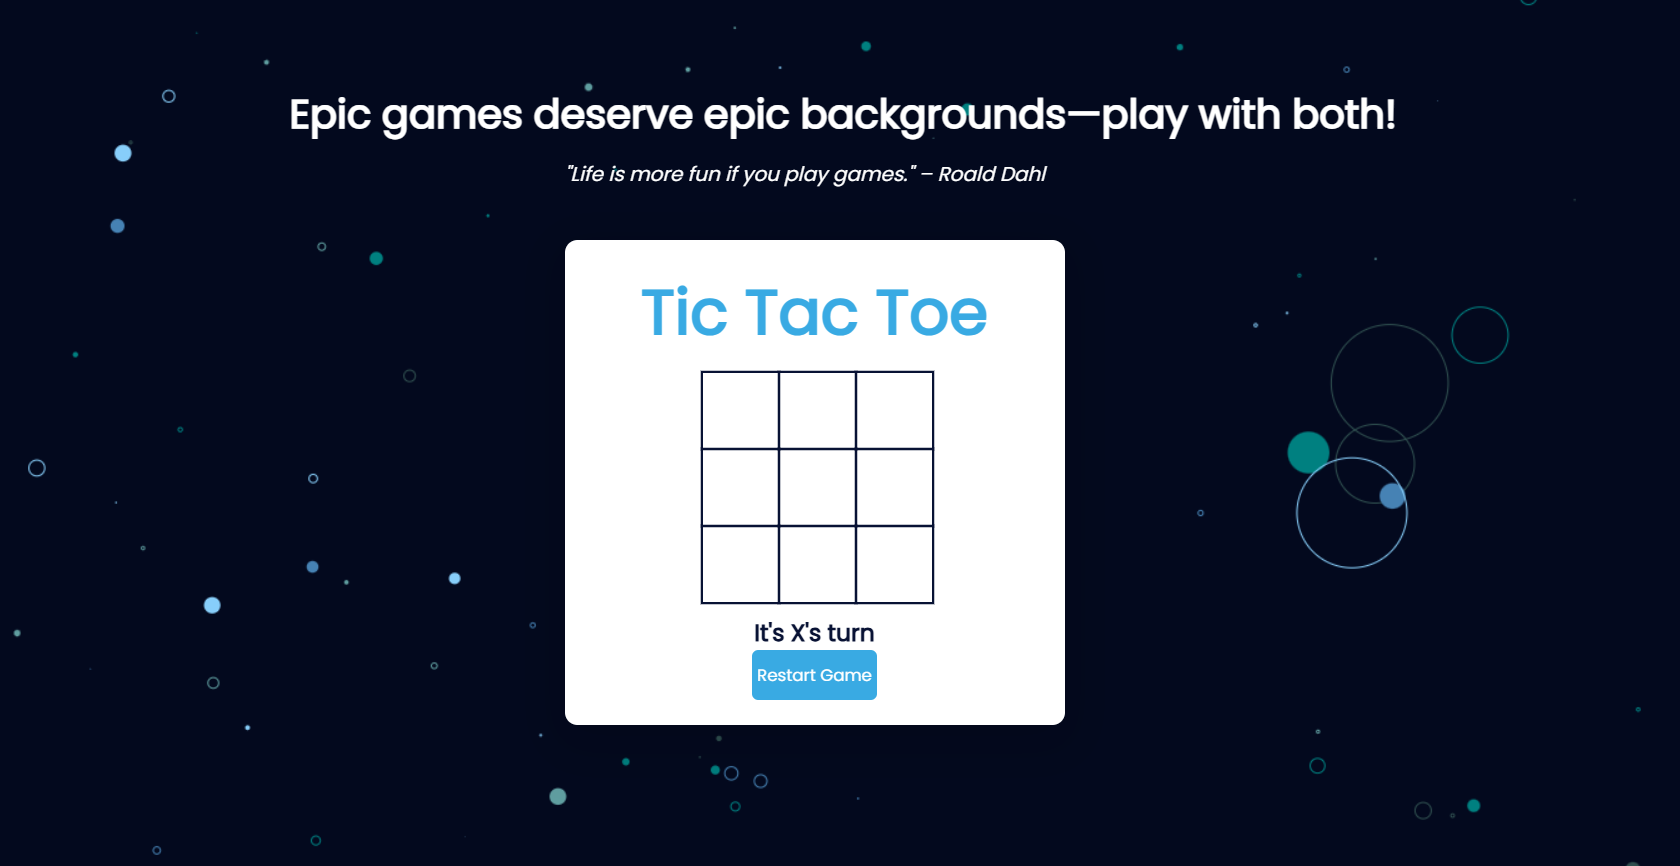 Epic games deserve epic backgrounds—play with both!
"Life is more fun if you play games." – Roald Dahl
Tic Tac Toe
It's X's turn
Restart Game